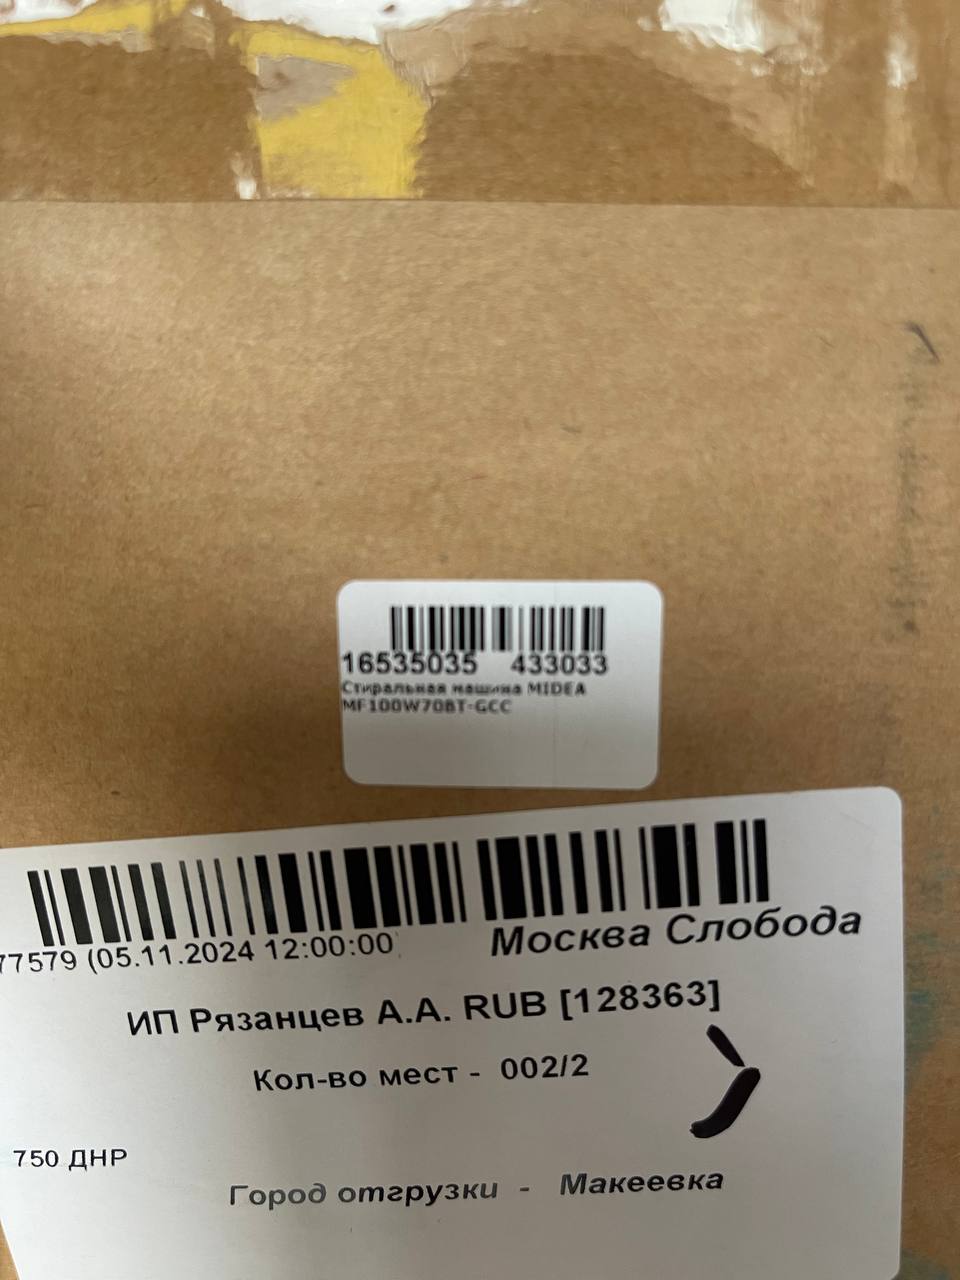 16535035 433033
Стиральная машина MIDEA
MF100W70BT-GCC
77579 (05.11.2024 12:00:00)
Москва Слобода
ИП Рязанцев А.А. RUB [128363]
Кол-во мест - 002/2
750 ДНР
Город отгрузки - Макеевка